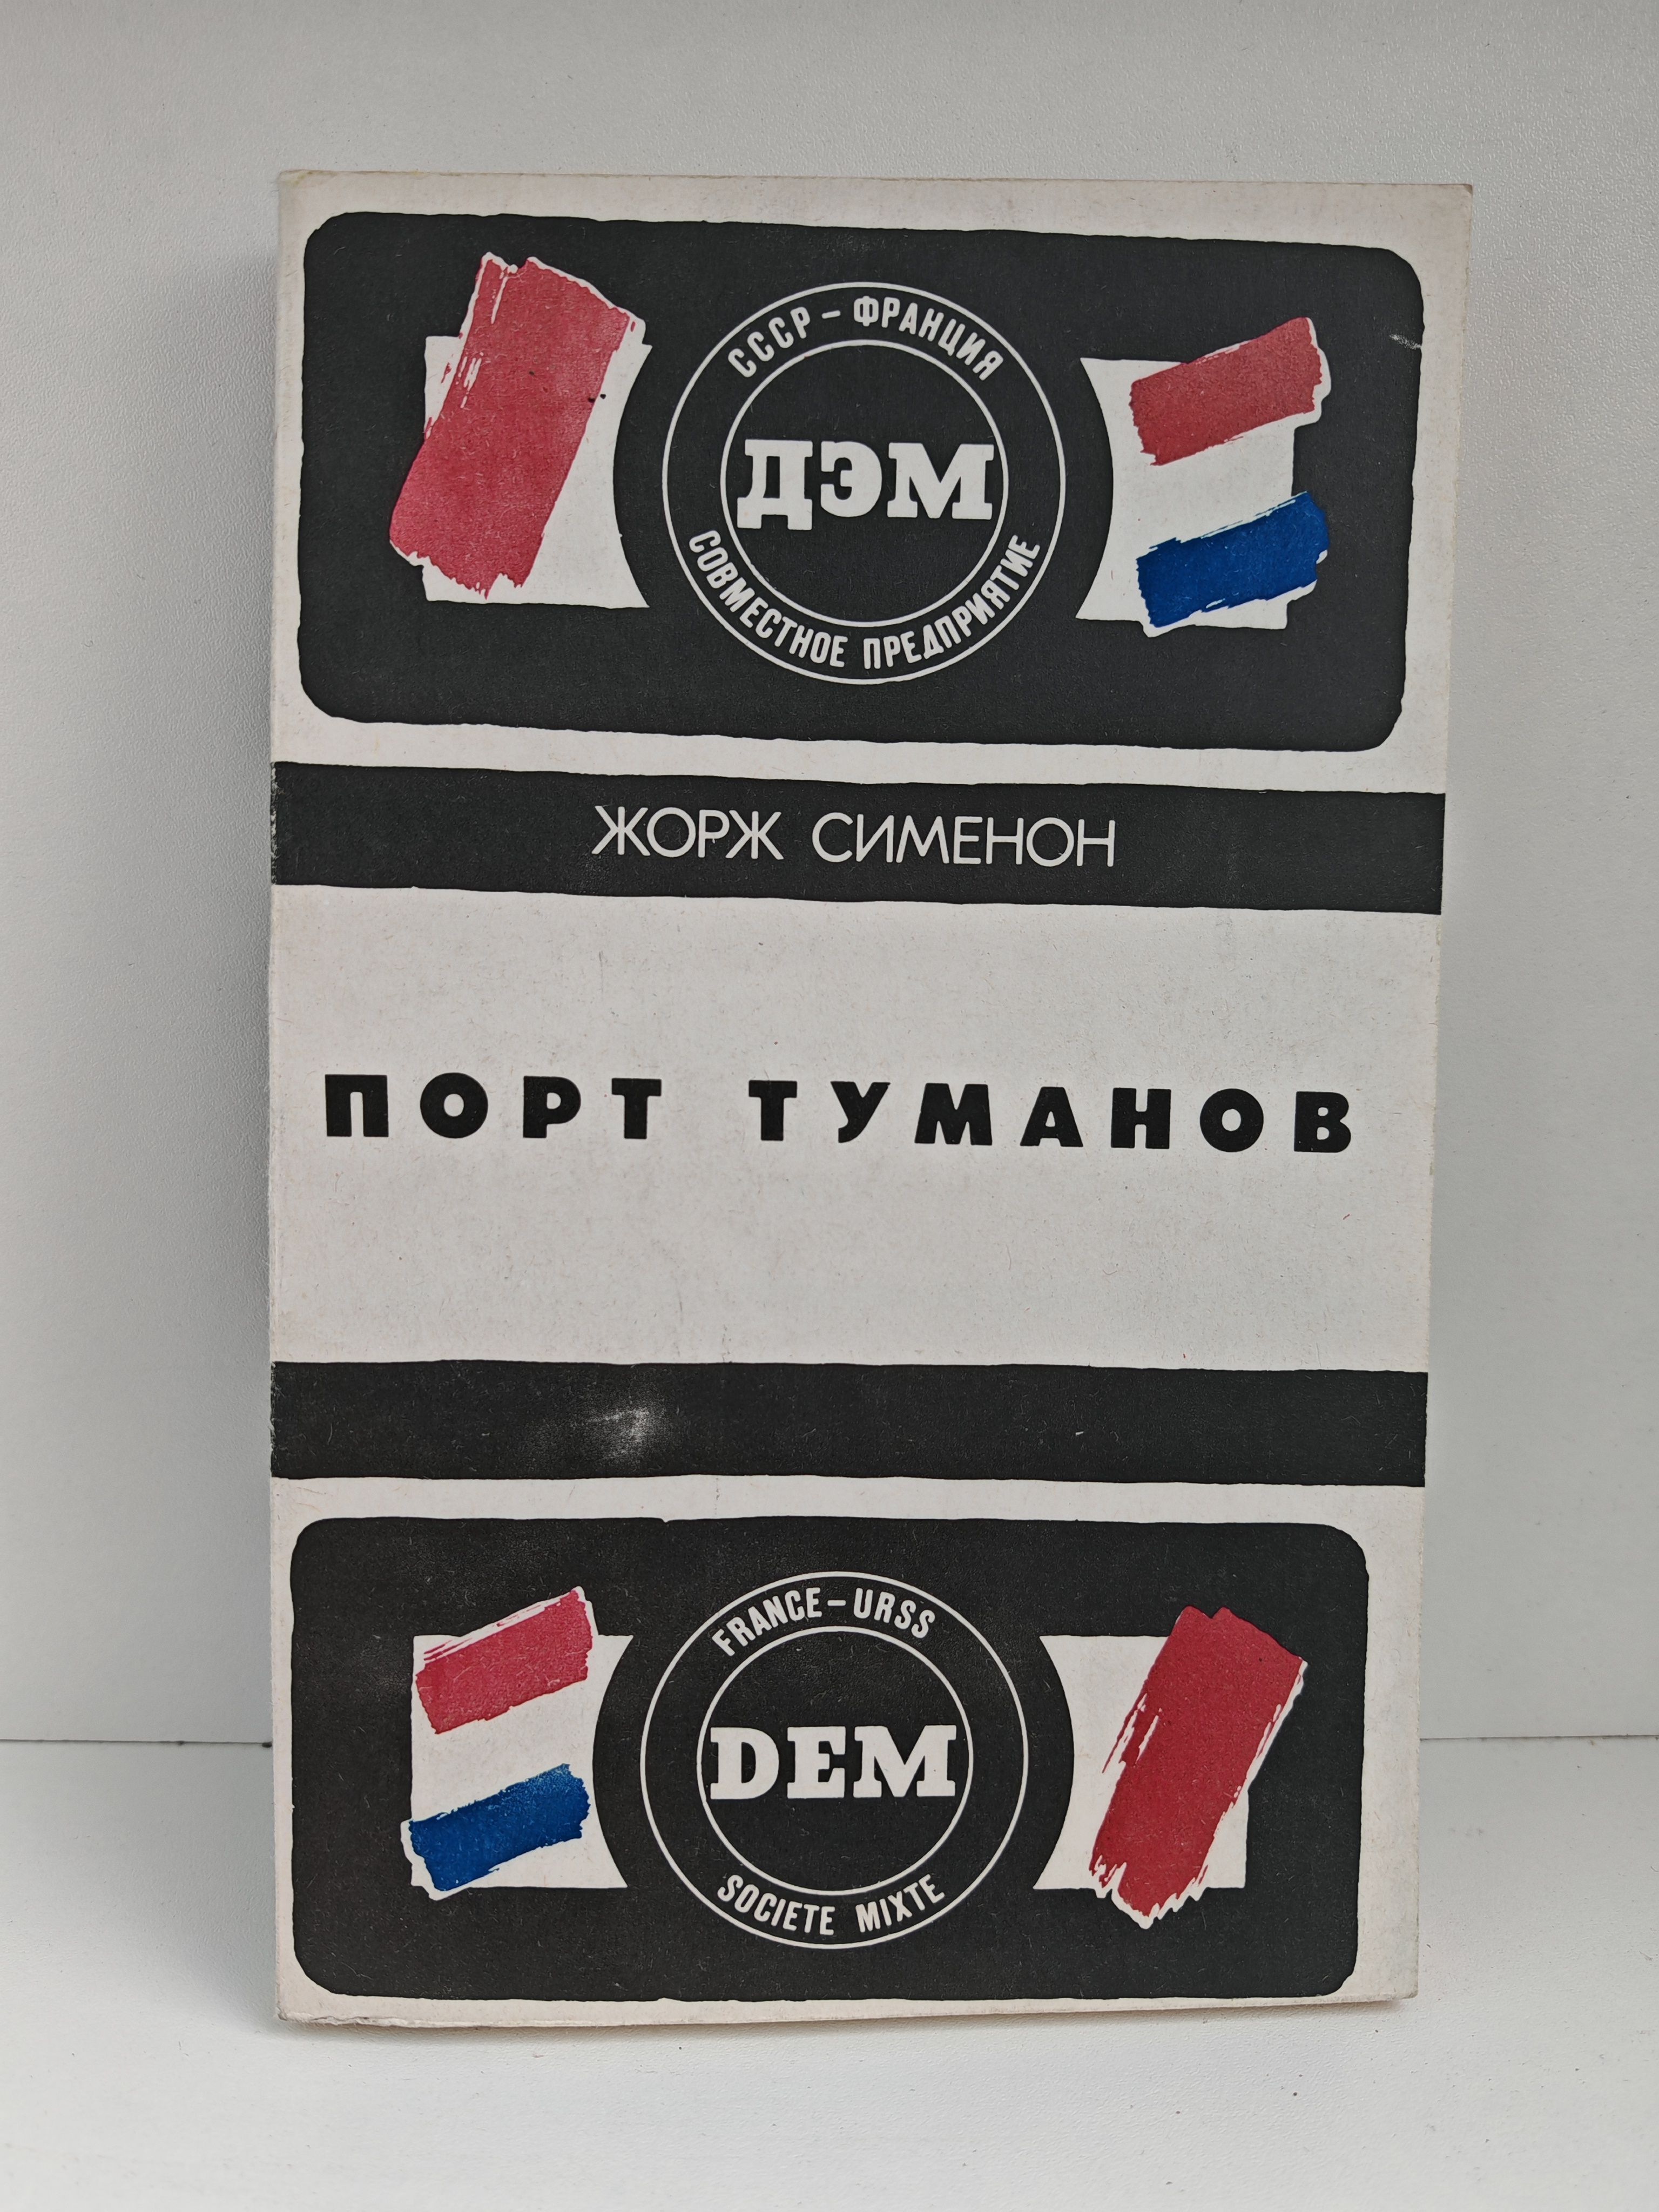 СССР – ФРАНЦИЯ
ДЭМ
СОВМЕСТНОЕ ПРЕДПРИЯТИЕ
ЖОРЖ СИМЕНОН
ПОРТ ТУМАНОВ
FRANCE – URSS
DEM
SOCIETE MIXTE